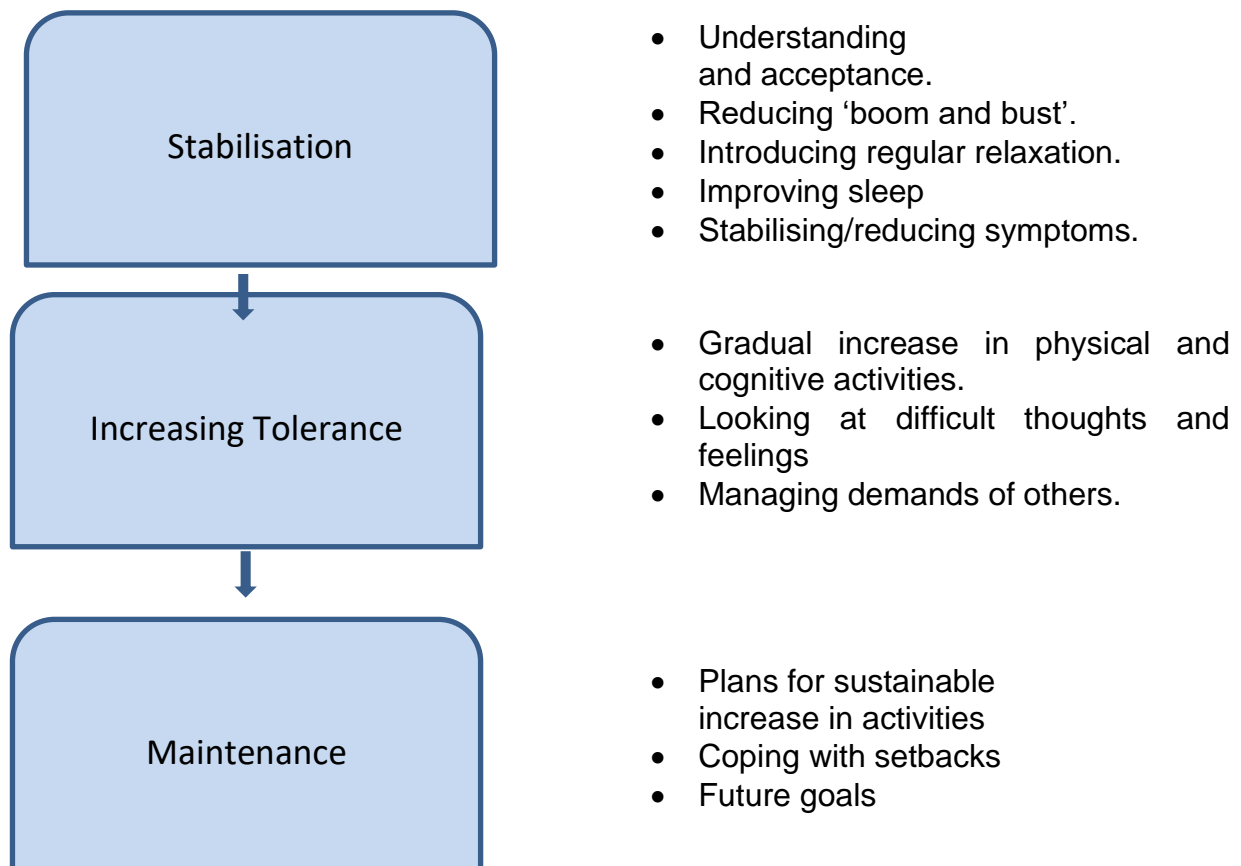 Stabilisation
• Understanding
and acceptance.
• Reducing ‘boom and bust’.
• Introducing regular relaxation.
• Improving sleep
• Stabilising/reducing symptoms.
Increasing Tolerance
• Gradual increase in physical and
cognitive activities.
• Looking at difficult thoughts and
feelings
• Managing demands of others.
Maintenance
• Plans for sustainable
increase in activities
• Coping with setbacks
• Future goals